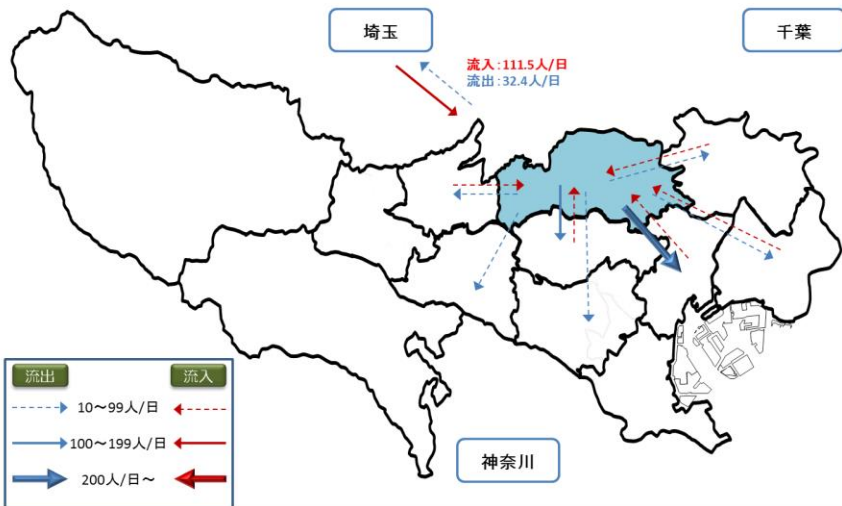 埼玉
千葉
流入：111.5人/日
流出：32.4人/日
流出
流入
10～99人/日
100～199人/日
200人/日～
神奈川